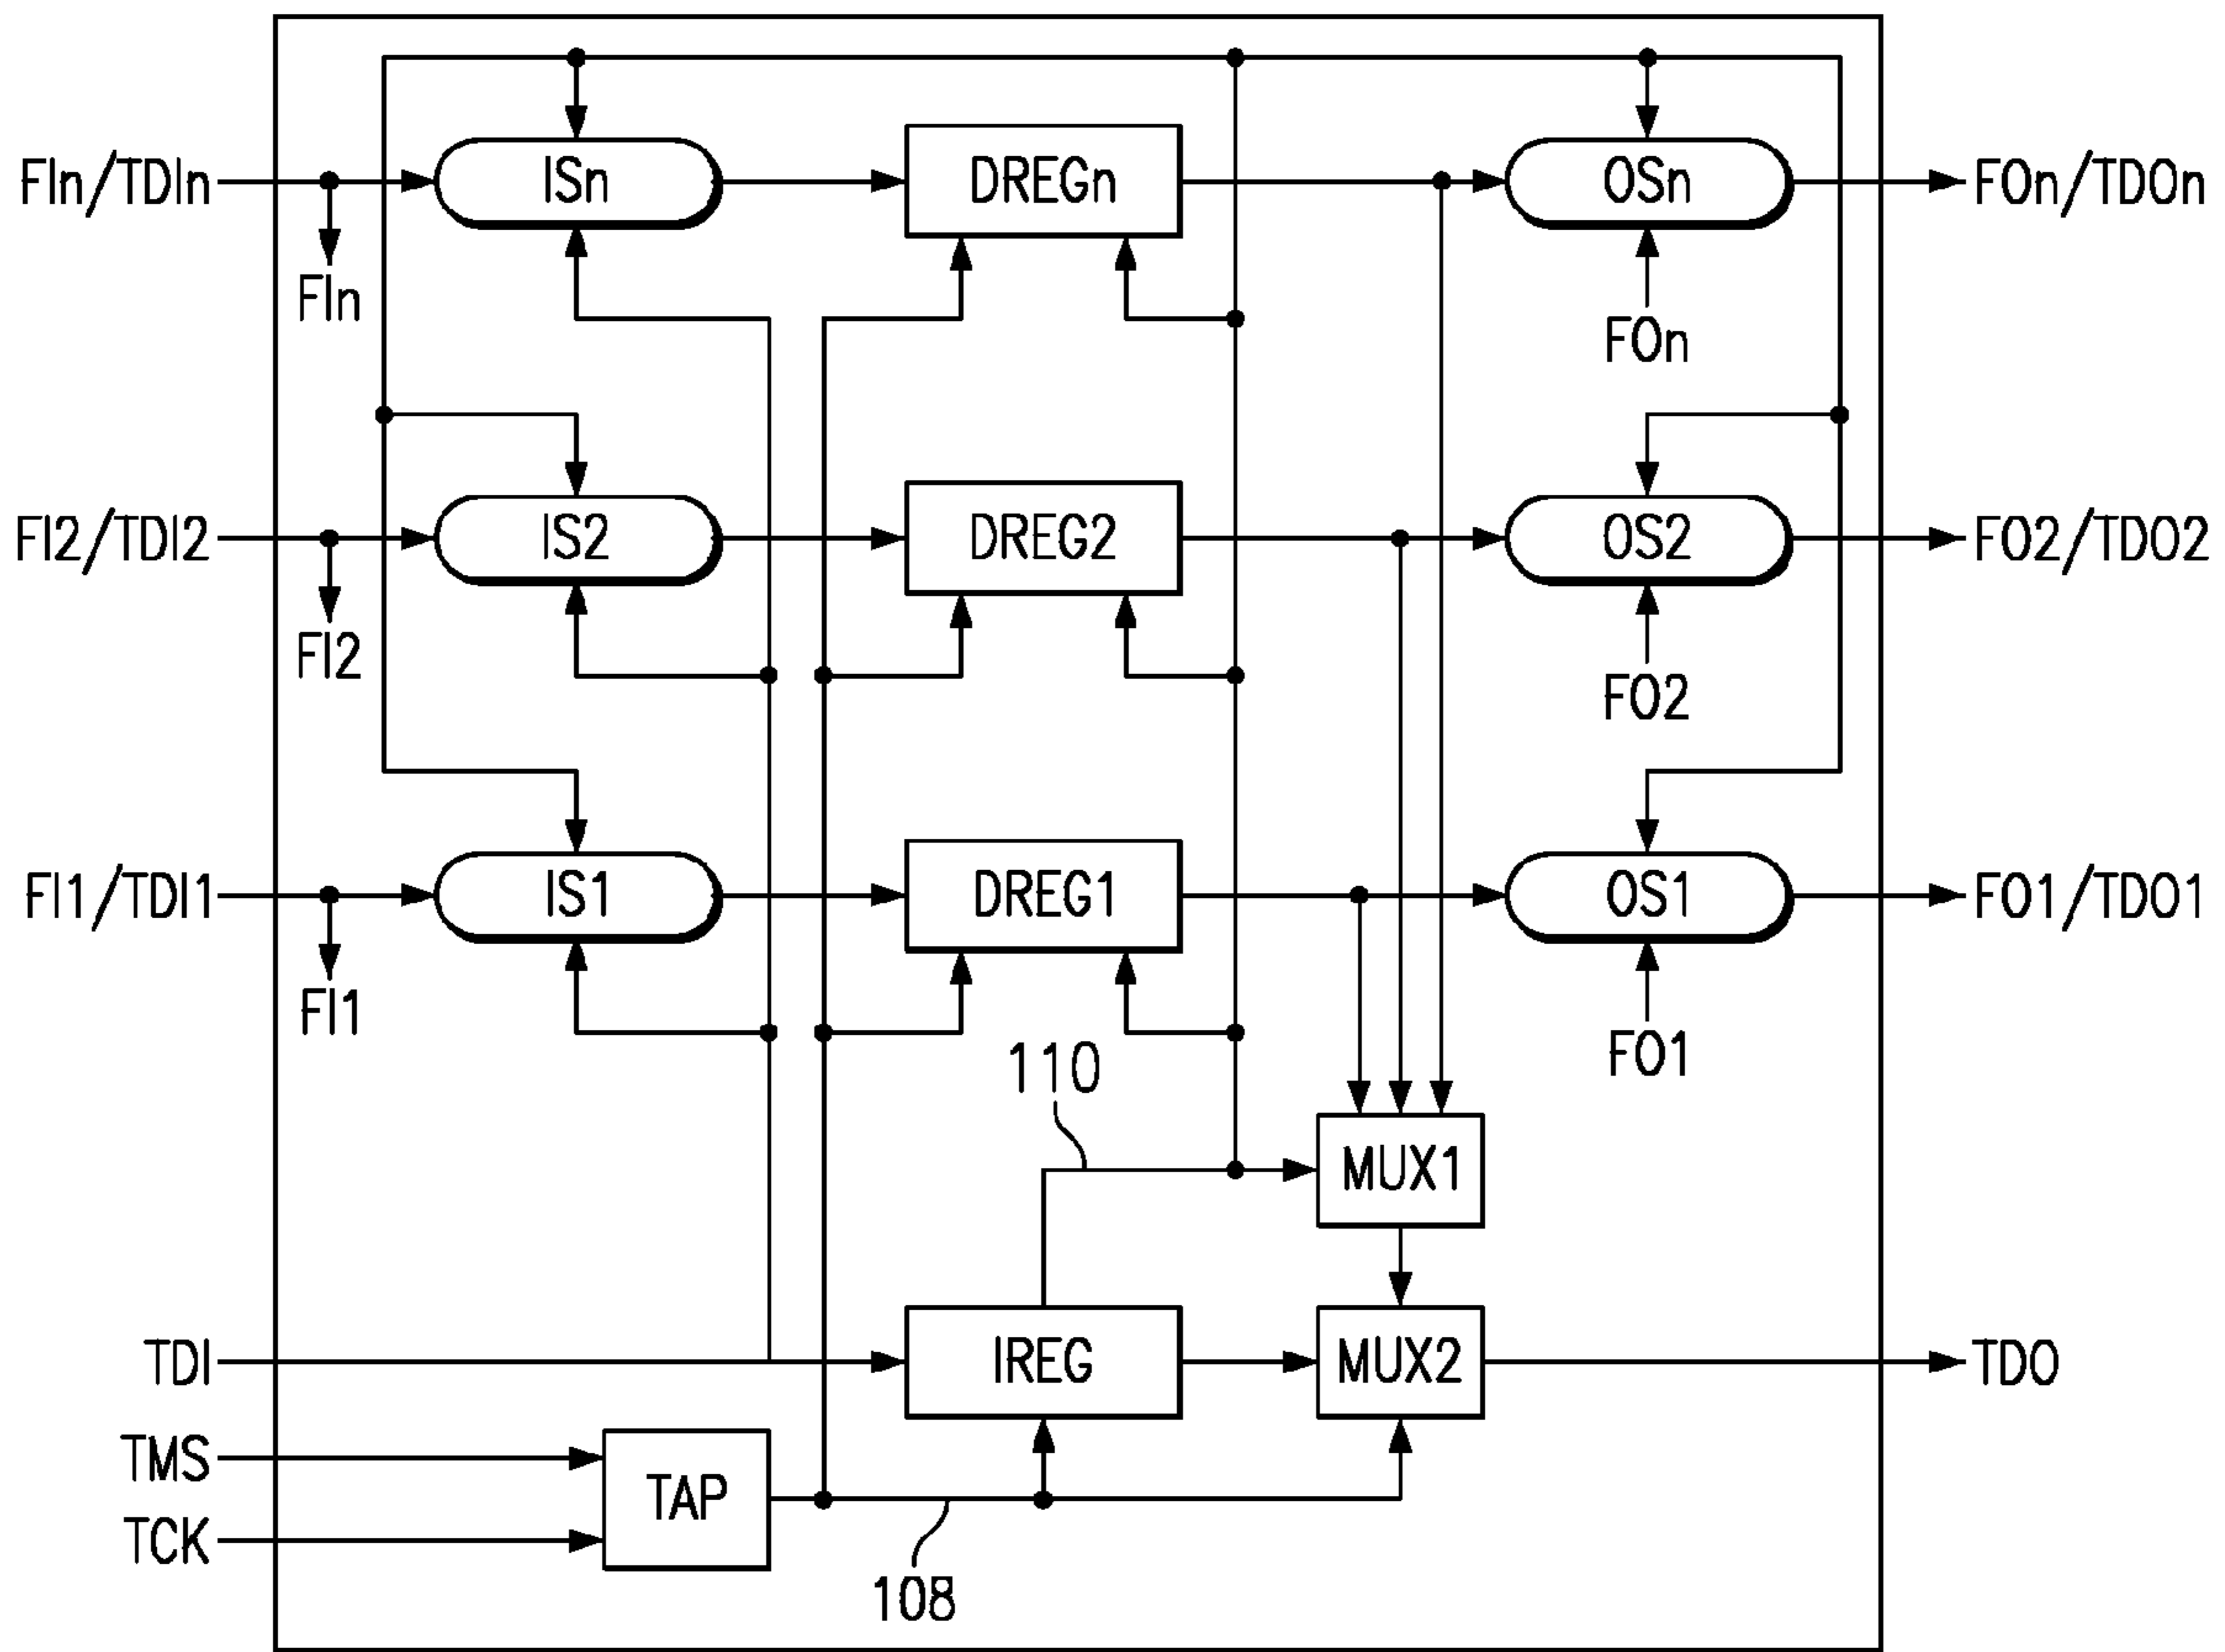 FIn/TDIn
ISn
DREGn
OSn
FOn/TDOn
FIn
FOn
FI2/TDI2
IS2
DREG2
OS2
FO2/TDO2
FI2
FO2
FI1/TDI1
IS1
DREG1
OS1
FO1/TDO1
FI1
110
FO1
MUX1
TDI
IREG
MUX2
TDO
TMS
TAP
TCK
108